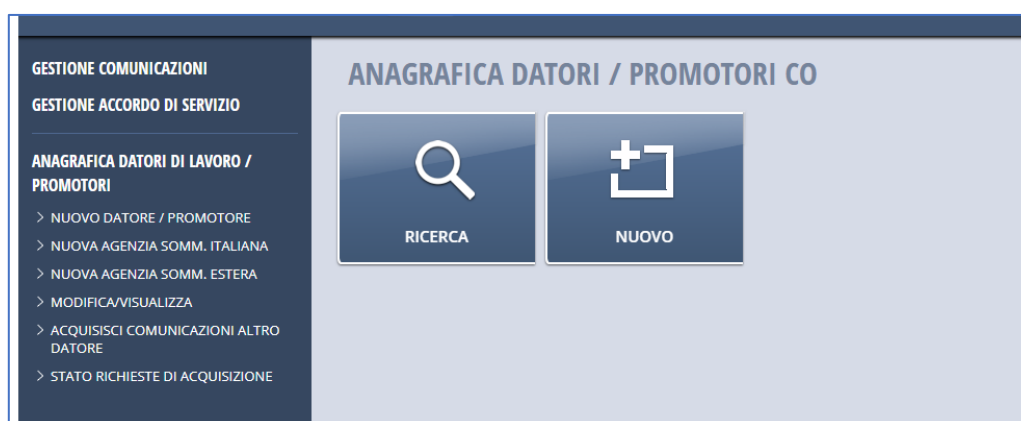 GESTIONE COMUNICAZIONI
GESTIONE ACCORDO DI SERVIZIO
ANAGRAFICA DATORI DI LAVORO /
PROMOTORI
> NUOVO DATORE / PROMOTORE
> NUOVA AGENZIA SOMM. ITALIANA
> NUOVA AGENZIA SOMM. ESTERA
> MODIFICA/VISUALIZZA
> ACQUISISCI COMUNICAZIONI ALTRO
DATORE
> STATO RICHIESTE DI ACQUISIZIONE
ANAGRAFICA DATORI / PROMOTORI CO
RICERCA
NUOVO